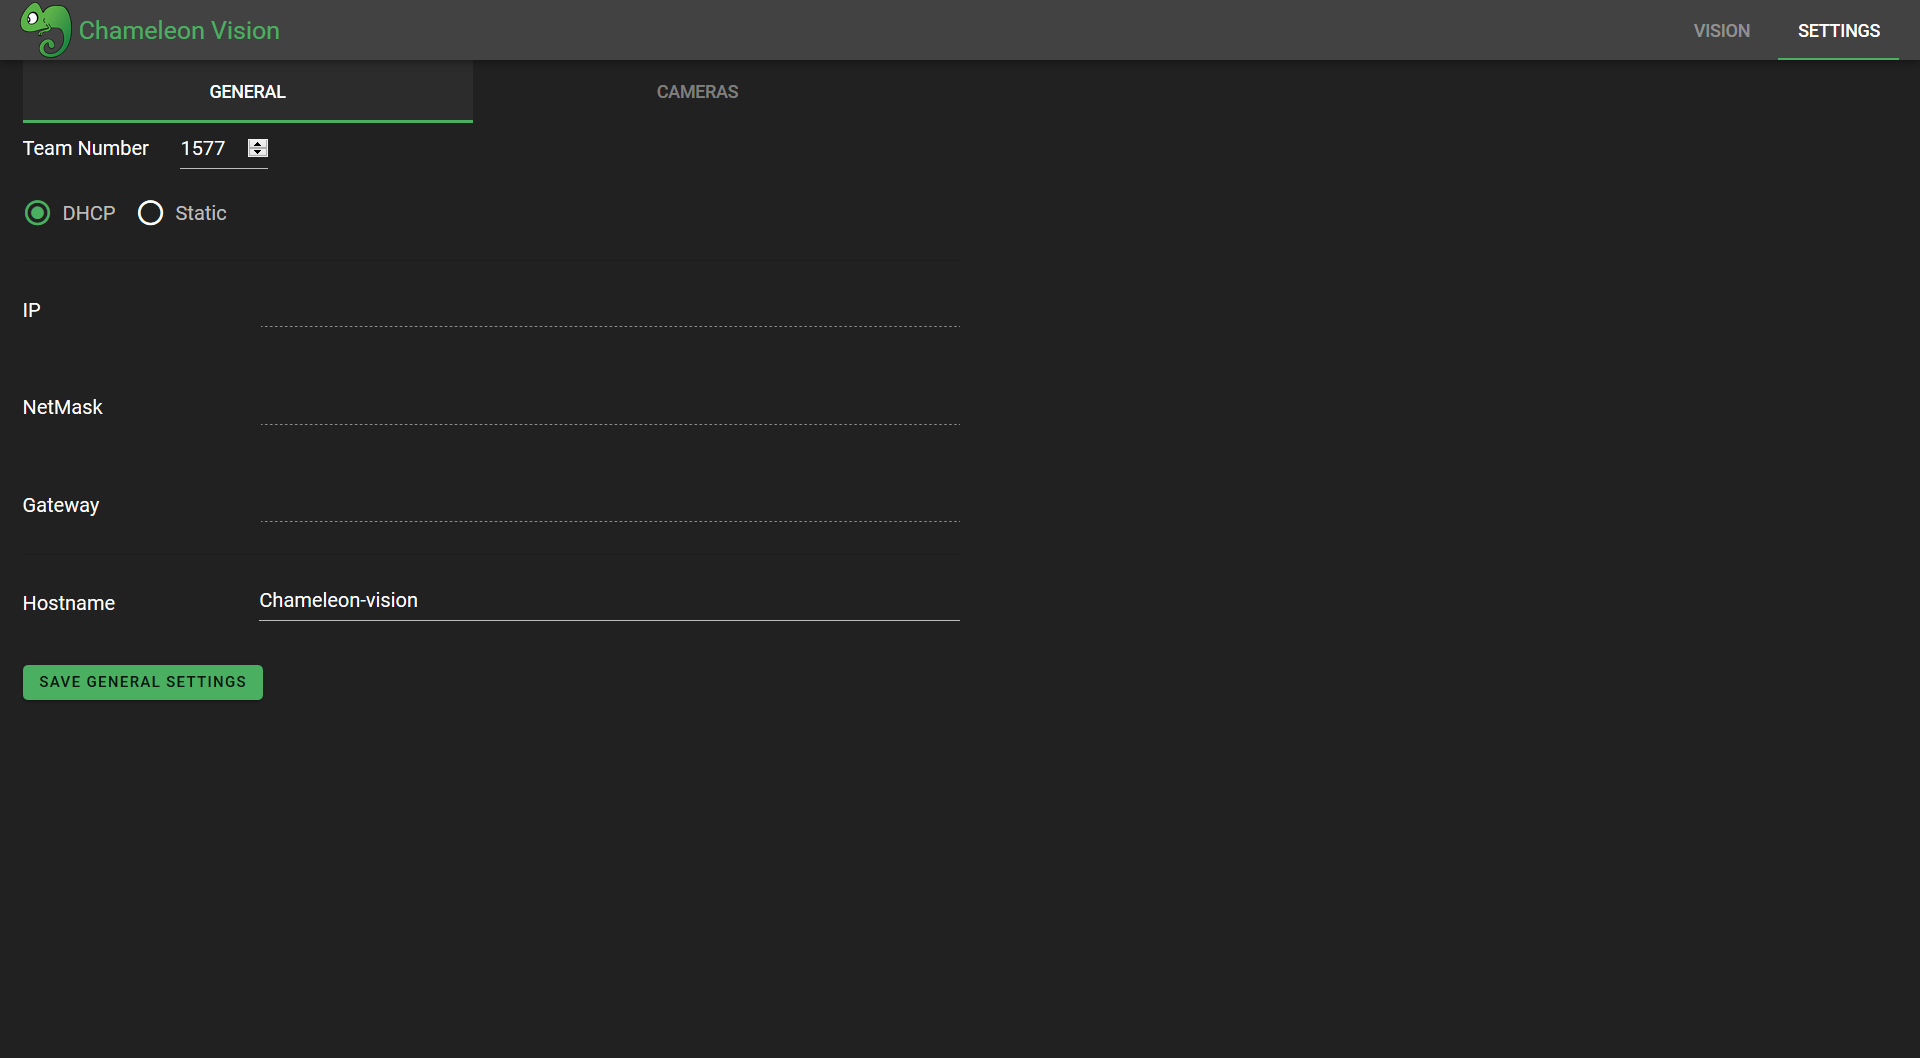 Chameleon Vision
VISION
SETTINGS
GENERAL
CAMERAS
Team Number
1577
DHCP
Static
IP
NetMask
Gateway
Hostname
Chameleon-vision
SAVE GENERAL SETTINGS